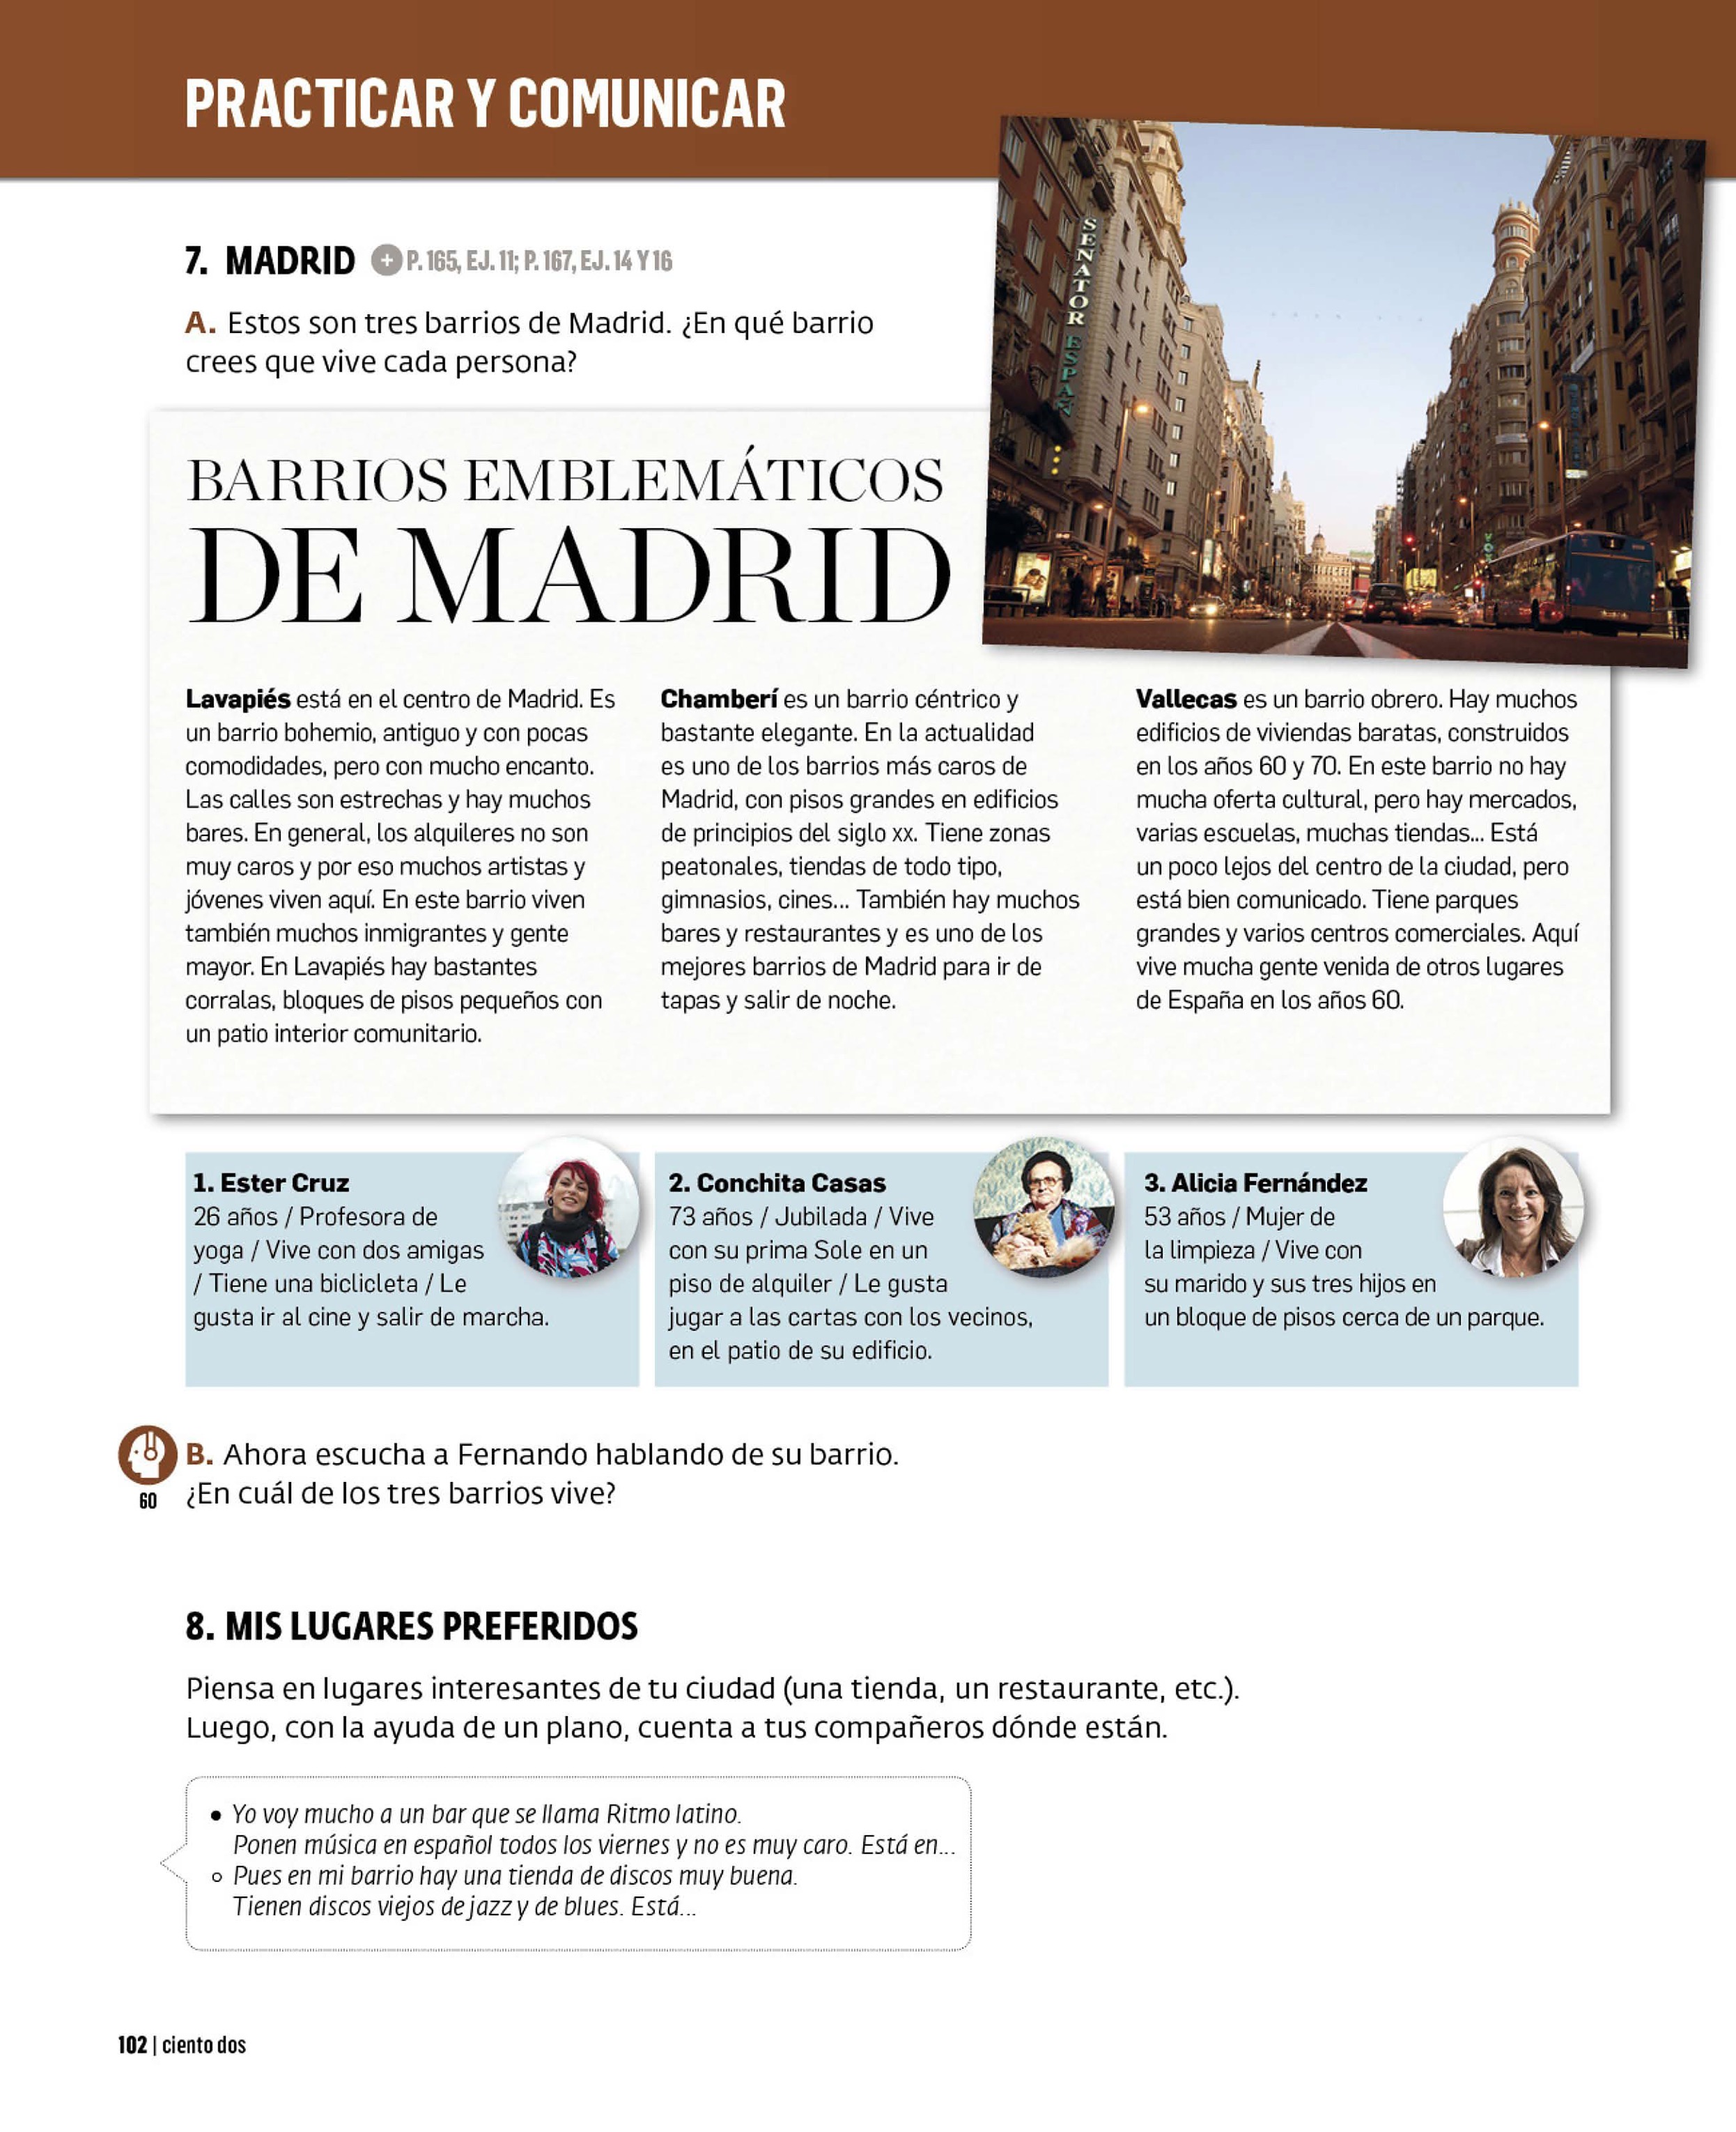 PRACTICAR Y COMUNICAR
7. MADRID + P. 165, EJ. 11; P. 167, EJ. 14 Y 16
A. Estos son tres barrios de Madrid. ¿En qué barrio
crees que vive cada persona?
SENATOR ESPAÑ
BARRIOS EMBLEMÁTICOS
DE MADRID
Lavapiés está en el centro de Madrid. Es
un barrio bohemio, antiguo y con pocas
comodidades, pero con mucho encanto.
Las calles son estrechas y hay muchos
bares. En general, los alquileres no son
muy caros y por eso muchos artistas y
jóvenes viven aquí. En este barrio viven
también muchos inmigrantes y gente
mayor. En Lavapiés hay bastantes
corralas, bloques de pisos pequeños con
un patio interior comunitario.
Chamberí es un barrio céntrico y
bastante elegante. En la actualidad
es uno de los barrios más caros de
Madrid, con pisos grandes en edificios
de principios del siglo XX. Tiene zonas
peatonales, tiendas de todo tipo,
gimnasios, cines... También hay muchos
bares y restaurantes y es uno de los
mejores barrios de Madrid para ir de
tapas y salir de noche.
Vallecas es un barrio obrero. Hay muchos
edificios de viviendas baratas, construidos
en los años 60 y 70. En este barrio no hay
mucha oferta cultural, pero hay mercados,
varias escuelas, muchas tiendas... Está
un poco lejos del centro de la ciudad, pero
está bien comunicado. Tiene parques
grandes y varios centros comerciales. Aquí
vive mucha gente venida de otros lugares
de España en los años 60.
1. Ester Cruz
26 años / Profesora de
yoga / Vive con dos amigas
/ Tiene una biclicleta / Le
gusta ir al cine y salir de marcha.
2. Conchita Casas
73 años / Jubilada / Vive
con su prima Sole en un
piso de alquiler / Le gusta
jugar a las cartas con los vecinos,
en el patio de su edificio.
3. Alicia Fernández
53 años / Mujer de
la limpieza / Vive con
su marido y sus tres hijos en
un bloque de pisos cerca de un parque.
B. Ahora escucha a Fernando hablando de su barrio.
60 ¿En cuál de los tres barrios vive?
8. MIS LUGARES PREFERIDOS
Piensa en lugares interesantes de tu ciudad (una tienda, un restaurante, etc.).
Luego, con la ayuda de un plano, cuenta a tus compañeros dónde están.
● Yo voy mucho a un bar que se llama Ritmo latino.
Ponen música en español todos los viernes y no es muy caro. Está en...
○ Pues en mi barrio hay una tienda de discos muy buena.
Tienen discos viejos de jazz y de blues. Está...
102 | ciento dos